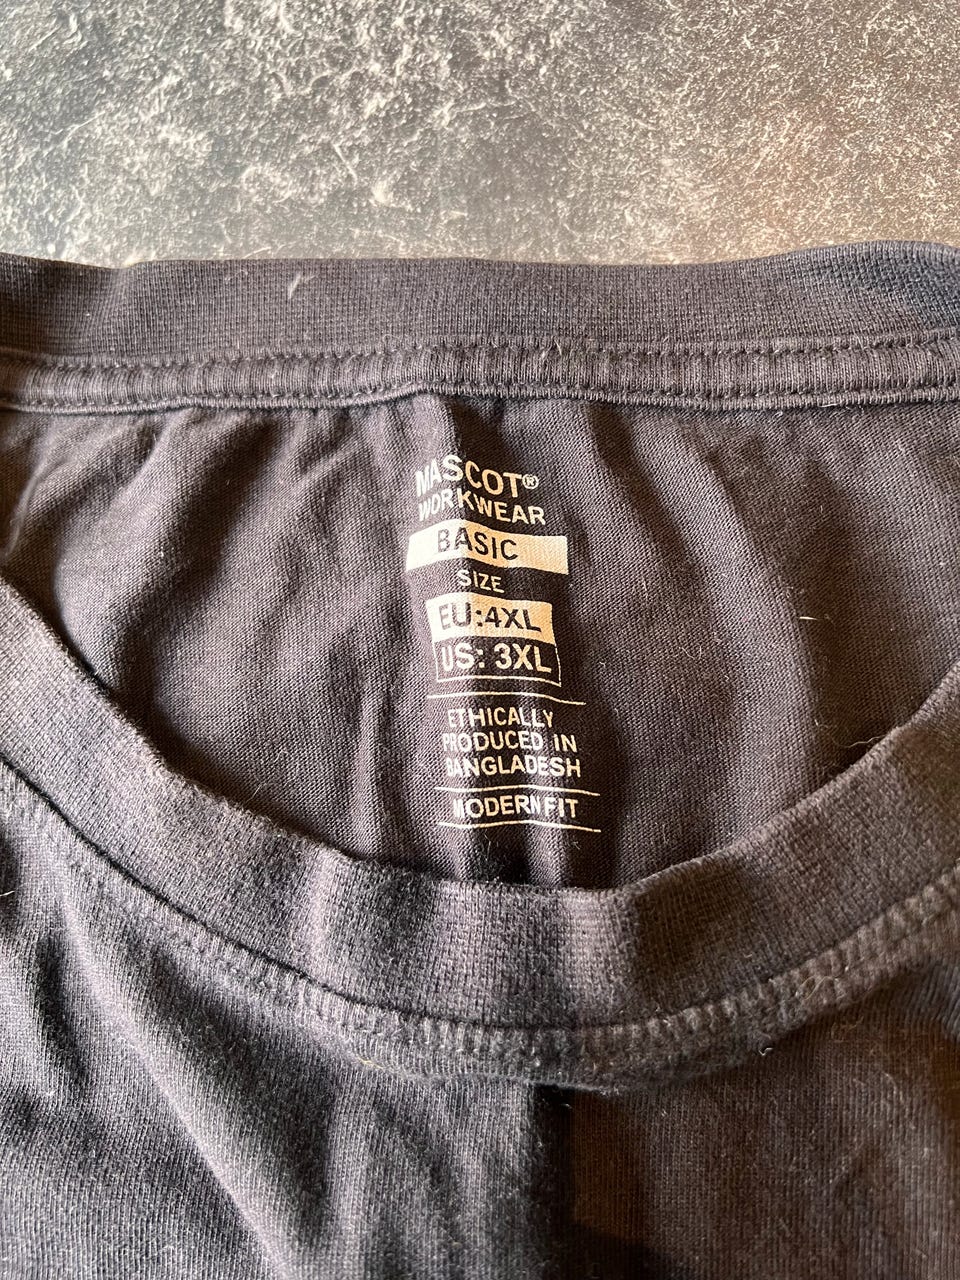 MASCOT®
WORKWEAR
BASIC
SIZE
EU:4XL
US: 3XL
ETHICALLY
PRODUCED IN
BANGLADESH
MODERN FIT